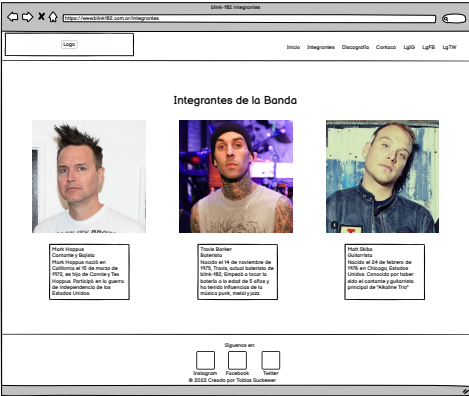 blink-182 integrantes
https://www.blink182.com.ar/integrantes
Logo
Inicio Integrantes Discografia Contaco LgIG LgFB LgTW
Integrantes de la Banda
Mark Hoppus
Cantante y Bajista
Mark Hoppus nació en
California el 15 de marzo de
1972, es hijo de Connie y Tex
Hoppus. Participó en la guerra
de independencia de los
Estados Unidos.
Travis Barker
Baterista
Nacido el 14 de noviembre de
1975, Travis, actual baterista de
blink-182; Empezó a tocar la
batería a la edad de 5 años y
ha tenido influencias de la
música punk, metal y jazz
Matt Skiba
Guitarrista
Nacido el 24 de febrero de
1976 en Chicago, Estados
Unidos. Conocido por haber
sido el cantante y guitarrista
principal de "Alkaline Trio"
Siguenos en:
Instagram Facebook Twitter
© 2022 Creado por Tobias Suckewer